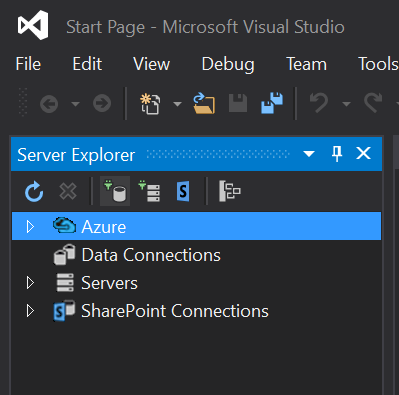 Start Page - Microsoft Visual Studio
File Edit View Debug Team Tools
Server Explorer
Azure
Data Connections
Servers
SharePoint Connections